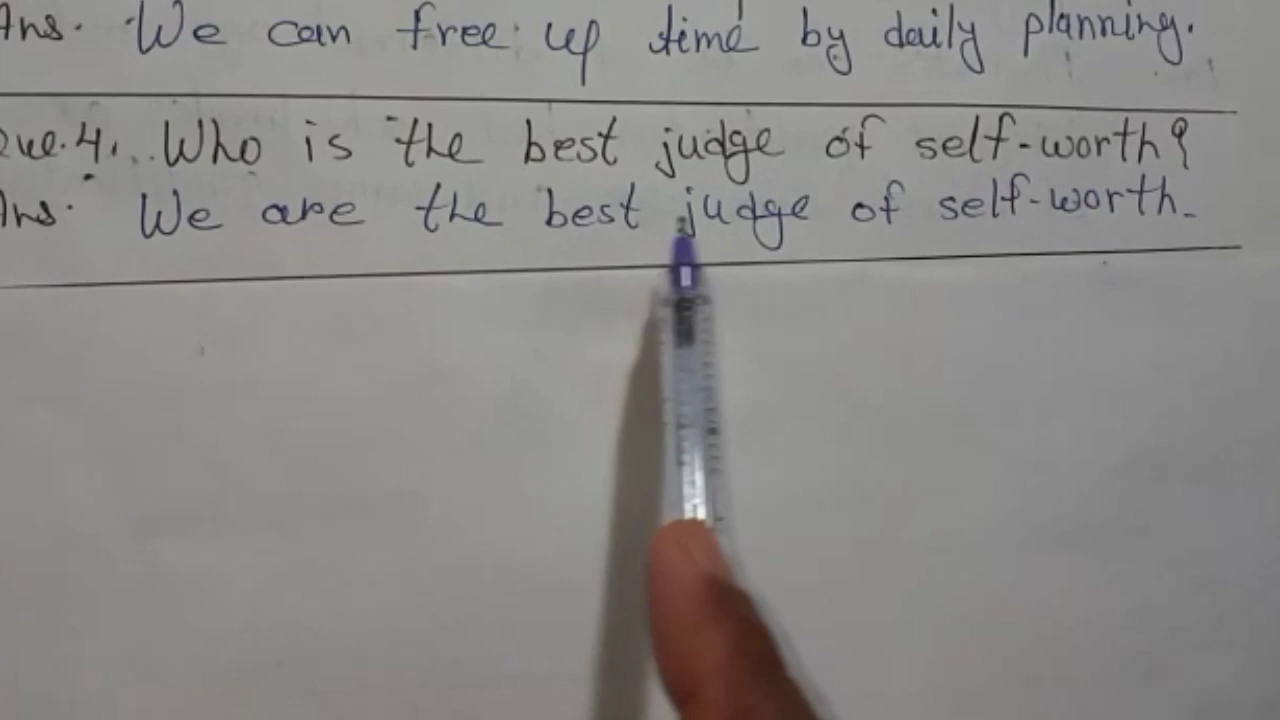 Ans. We can free up time by daily planning.
Que.4. Who is the best judge of self-worth?
Ans. We are the best judge of self-worth.